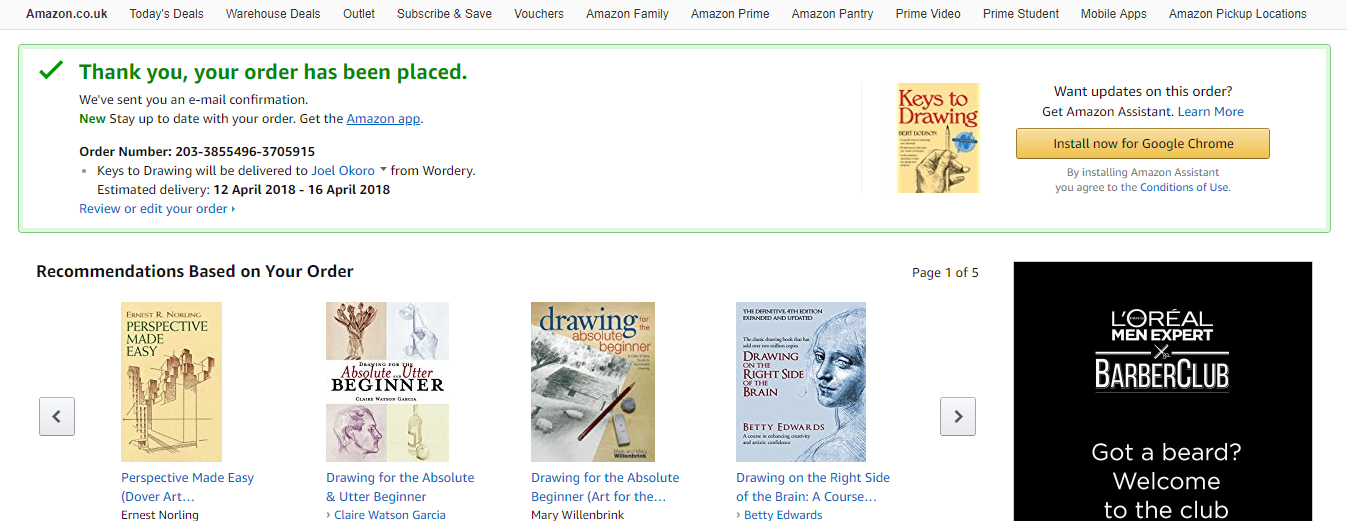 Amazon.co.uk Today's Deals Warehouse Deals Outlet Subscribe & Save Vouchers Amazon Family Amazon Prime Amazon Pantry Prime Video Prime Student Mobile Apps Amazon Pickup Locations
Thank you, your order has been placed.
We've sent you an e-mail confirmation.
New Stay up to date with your order. Get the Amazon app.
Order Number: 203-3855496-3705915
• Keys to Drawing will be delivered to Joel Okoro from Wordery.
Estimated delivery: 12 April 2018 - 16 April 2018
Review or edit your order ›
Keys to
Drawing
BERT DODSON
Want updates on this order?
Get Amazon Assistant. Learn More
Install now for Google Chrome
By installing Amazon Assistant
you agree to the Conditions of Use.
Recommendations Based on Your Order
Page 1 of 5
ERNEST R. NORLING
PERSPECTIVE
MADE
EASY
Perspective Made Easy
(Dover Art…
Ernest Norling
DRAWING FOR THE
Absolute and Utter
BEGINNER
CLAIRE WATSON GARCIA
Drawing for the Absolute
& Utter Beginner
› Claire Watson Garcia
drawing for the
absolute
beginner
Mark and Mary
Willenbrink
Drawing for the Absolute
Beginner (Art for the…
Mary Willenbrink
THE DEFINITIVE, 4TH EDITION
EXPANDED AND UPDATED
The classic drawing book that has
sold over two million copies
DRAWING
ON THE
RIGHT SIDE
OF THE
BRAIN
BETTY EDWARDS
A course in enhancing creativity
and artistic confidence
Drawing on the Right Side
of the Brain: A Course…
› Betty Edwards
L'ORÉAL
PARIS
MEN EXPERT
BARBERCLUB
Got a beard?
Welcome
to the club